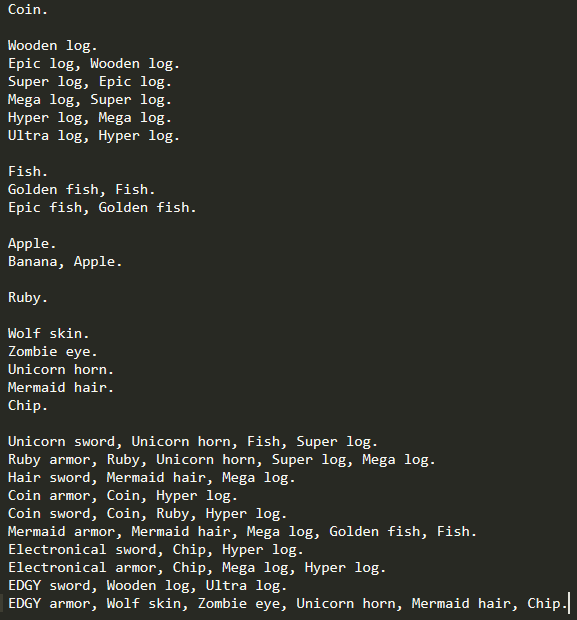 Coin.
Wooden log.
Epic log, Wooden log.
Super log, Epic log.
Mega log, Super log.
Hyper log, Mega log.
Ultra log, Hyper log.
Fish.
Golden fish, Fish.
Epic fish, Golden fish.
Apple.
Banana, Apple.
Ruby.
Wolf skin.
Zombie eye.
Unicorn horn.
Mermaid hair.
Chip.
Unicorn sword, Unicorn horn, Fish, Super log.
Ruby armor, Ruby, Unicorn horn, Super log, Mega log.
Hair sword, Mermaid hair, Mega log.
Coin armor, Coin, Hyper log.
Coin sword, Coin, Ruby, Hyper log.
Mermaid armor, Mermaid hair, Mega log, Golden fish, Fish.
Electronical sword, Chip, Hyper log.
Electronical armor, Chip, Mega log, Hyper log.
EDGY sword, Wooden log, Ultra log.
EDGY armor, Wolf skin, Zombie eye, Unicorn horn, Mermaid hair, Chip.